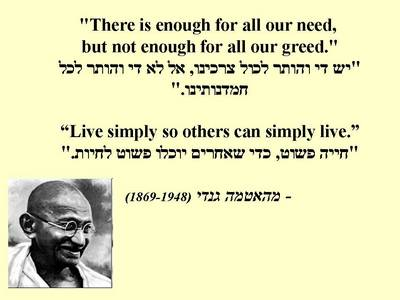 "There is enough for all our need,
but not enough for all our greed."
"יש די והותר לכול צרכינו, אל לא די והותר לכל
חמדנותינו."
“Live simply so others can simply live.”
"חייה פשוט, כדי שאחרים יוכלו פשוט לחיות."
- מהאטמה גנדי (1869-1948)